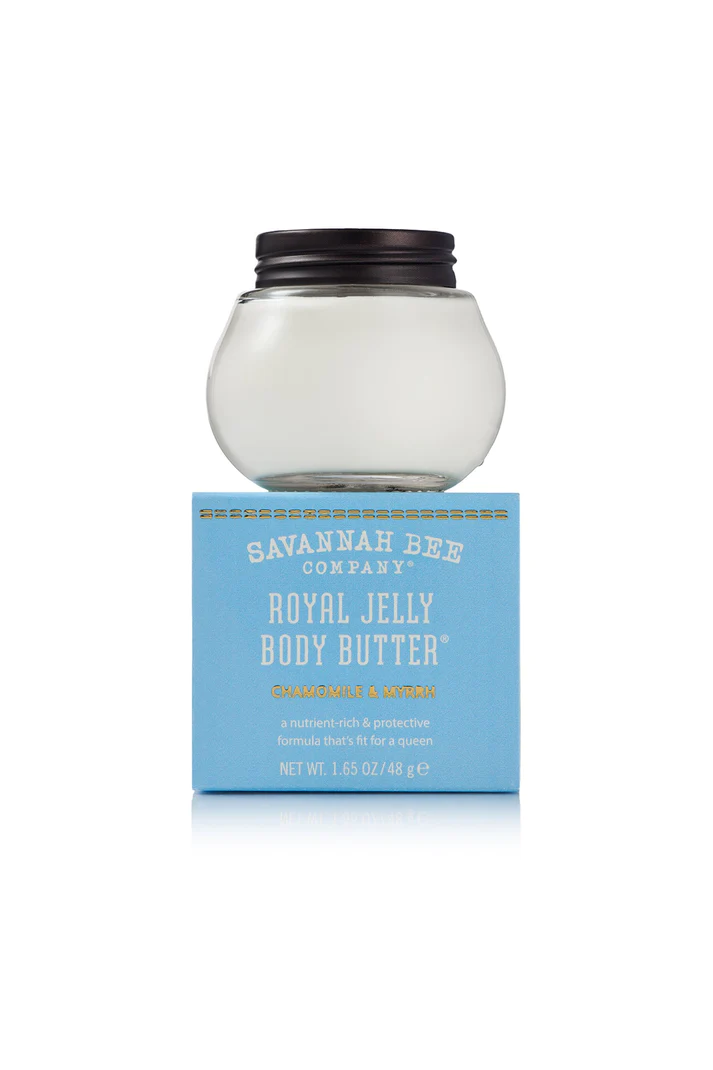 SAVANNAH BEE
COMPANY®
ROYAL JELLY
BODY BUTTER®
CHAMOMILE & MYRRH
a nutrient-rich & protective
formula that's fit for a queen
NET WT. 1.65 OZ/48 g ℮